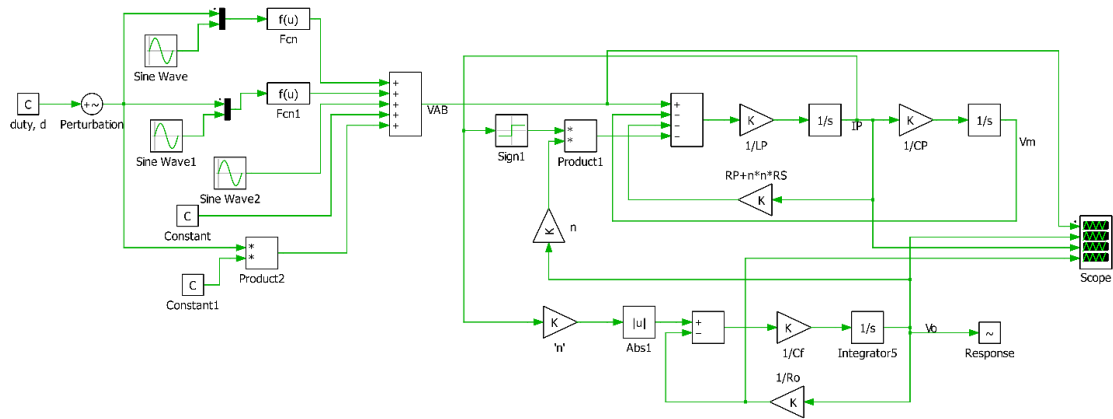 f(u)
Fcn
Sine Wave
C
duty, d
+~
Perturbation
f(u)
Fcn1
Sine Wave1
+
+
+
+
+
VAB
Sine Wave2
C
Constant
*
*
Product2
C
Constant1
Sign1
*
*
Product1
+
−
−
−
K
1/LP
1/s
IP
K
1/CP
1/s
Vm
RP+n*n*RS
K
K
n
Scope
K
'n'
|u|
Abs1
+
−
K
1/Cf
1/s
Integrator5
Vo
~
Response
1/Ro
K